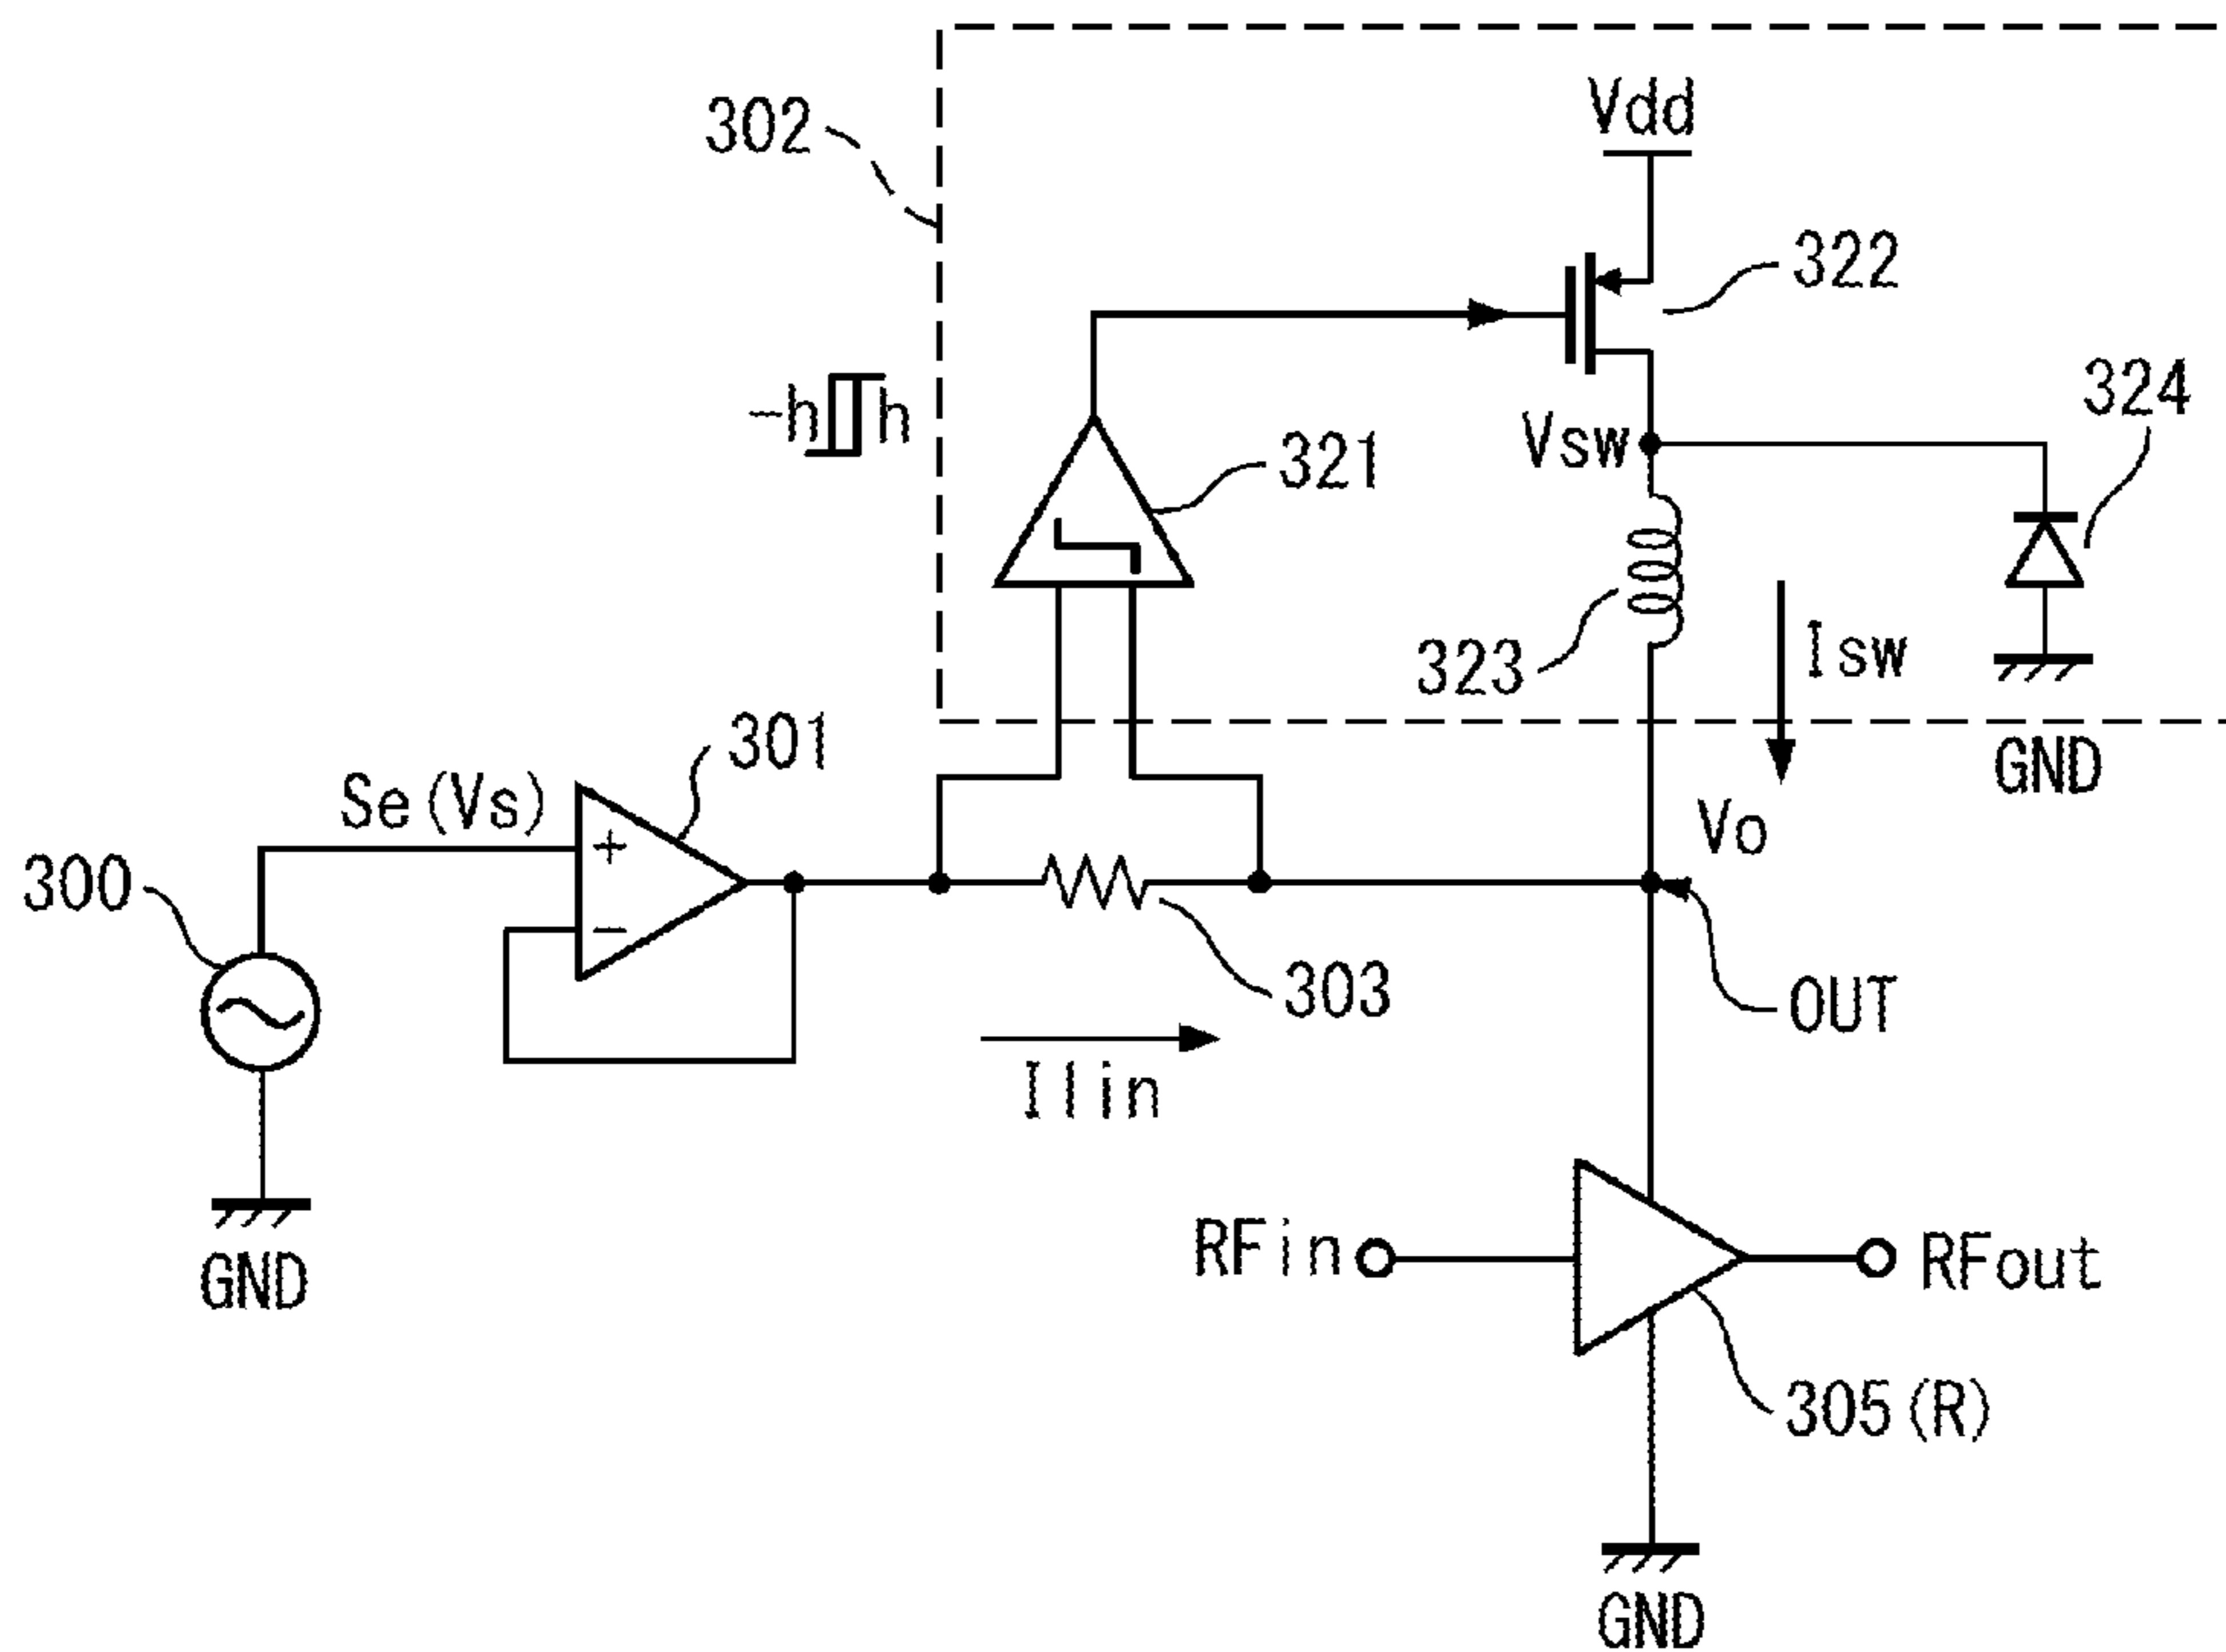 Vdd
302
322
-h h
324
Vsw
321
323
Isw
301
GND
Se(Vs)
Vo
300
+
−
303
OUT
Ilin
RFin
RFout
GND
305(R)
GND